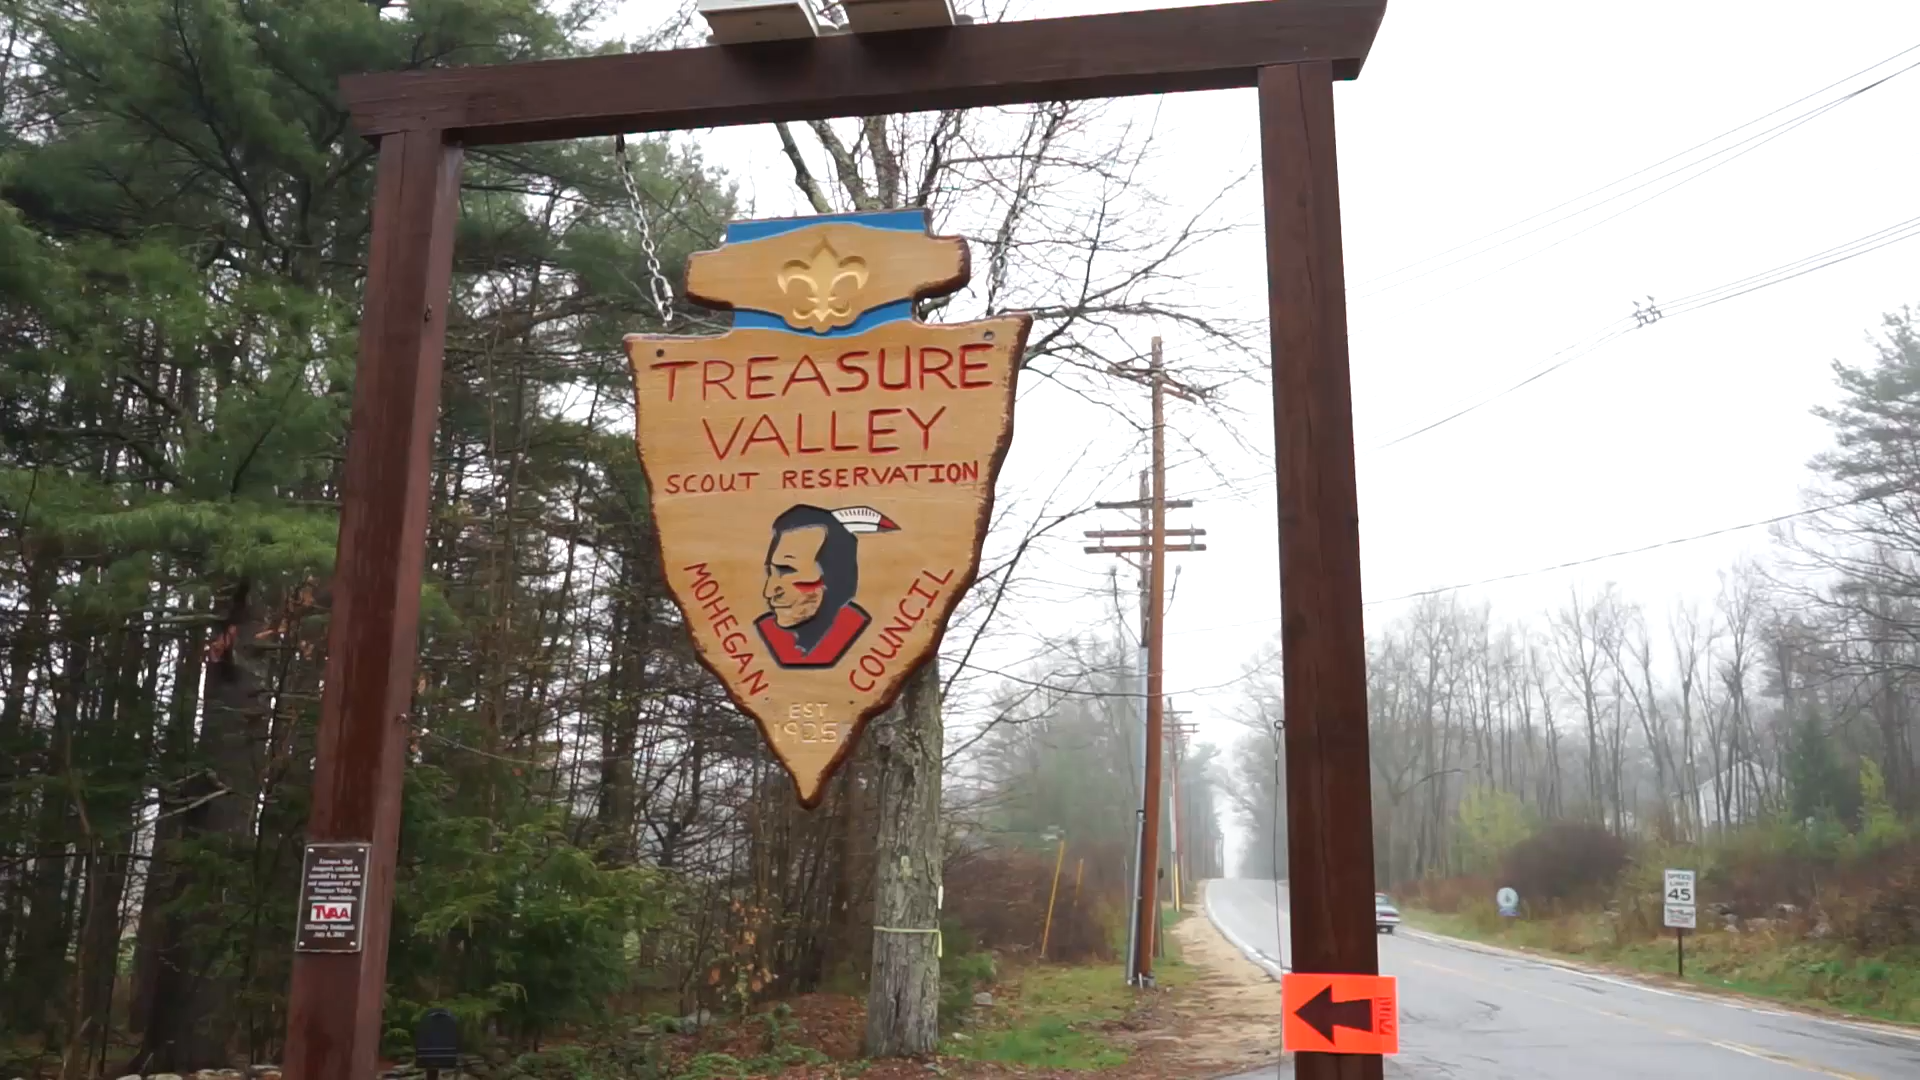 TREASURE
VALLEY
SCOUT RESERVATION
MOHEGAN
COUNCIL
EST
1925
TVAA
SPEED
LIMIT
45